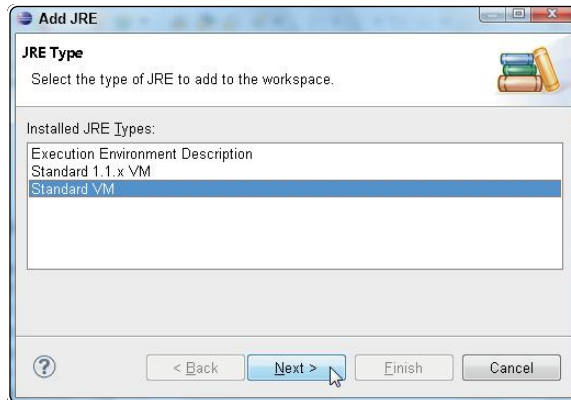 Add JRE
JRE Type
Select the type of JRE to add to the workspace.
Installed JRE Types:
Execution Environment Description
Standard 1.1.x VM
Standard VM
?
< Back
Next >
Finish
Cancel